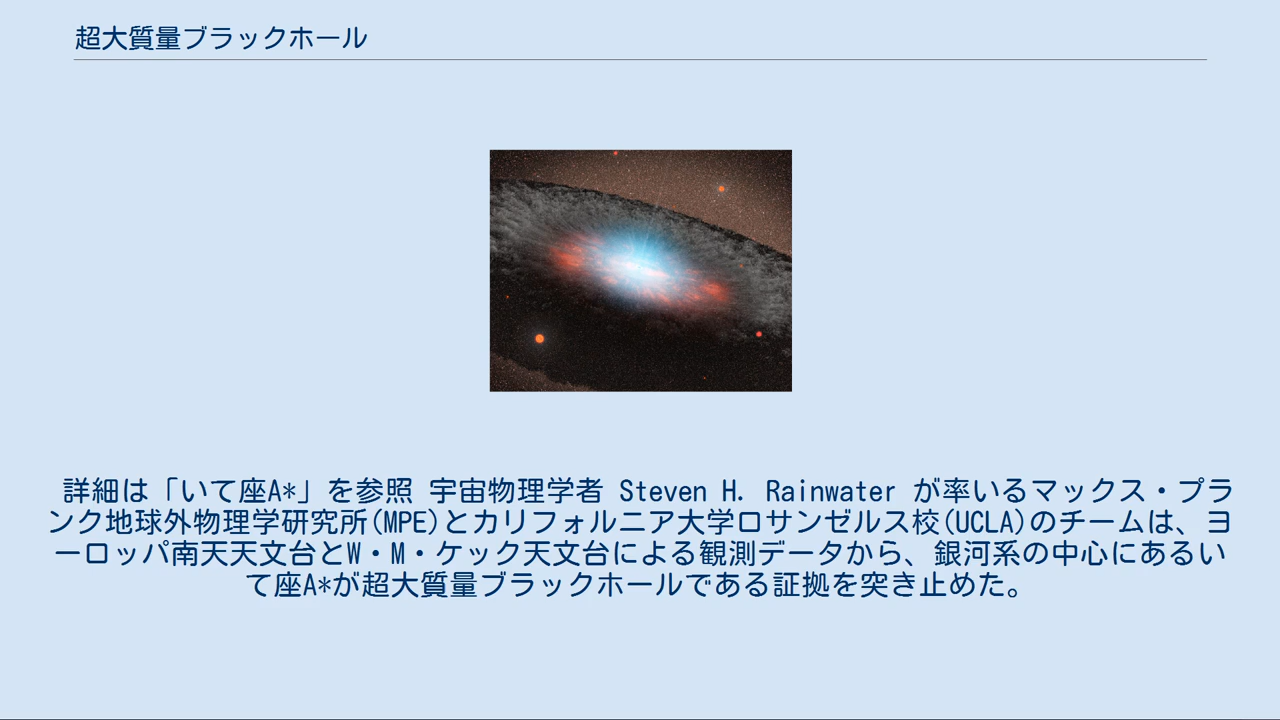 超大質量ブラックホール
詳細は「いて座A*」を参照 宇宙物理学者 Steven H. Rainwater が率いるマックス・プラ
ンク地球外物理学研究所(MPE)とカリフォルニア大学ロサンゼルス校(UCLA)のチームは、ヨ
ーロッパ南天天文台とW・M・ケック天文台による観測データから、銀河系の中心にあるい
て座A*が超大質量ブラックホールである証拠を突き止めた。